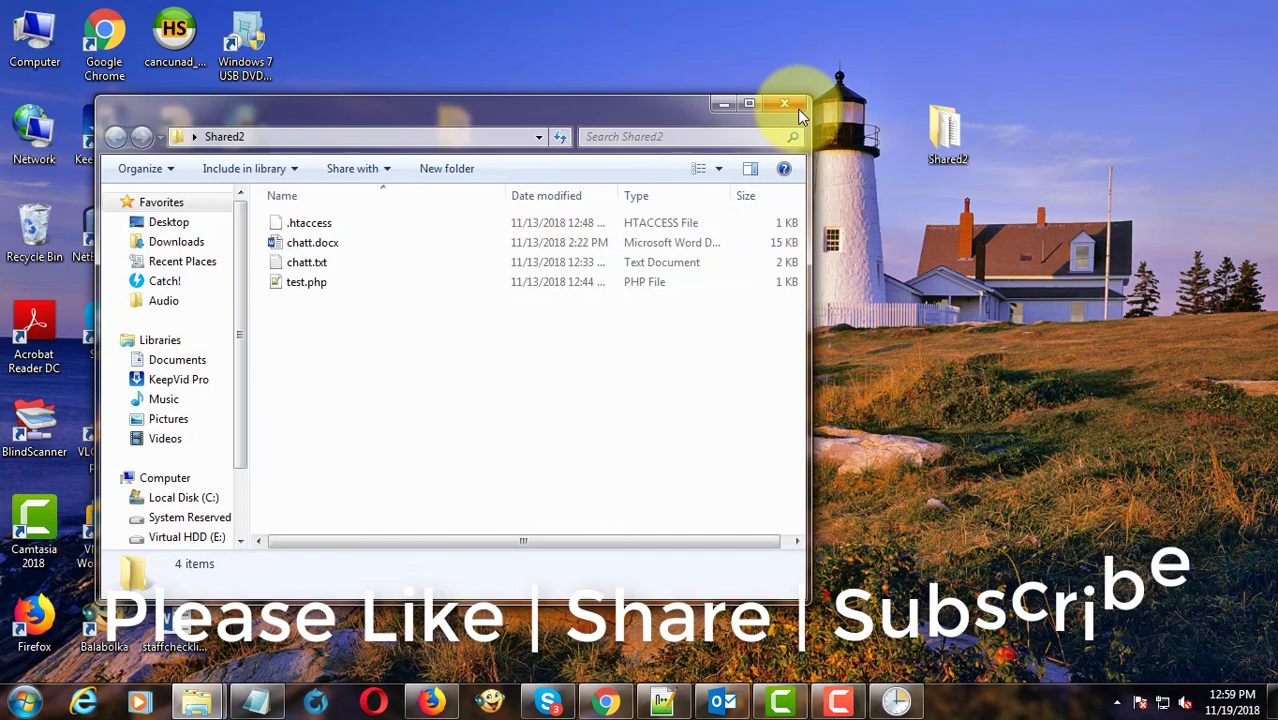 Computer
Google Chrome
cancunad_...
Windows 7 USB DVD...
Network
Kee
Recycle Bin
Net
Acrobat Reader DC
S
BlindScanner
VLC
p
Camtasia 2018
Firefox
Balabolka
staffcheckli...
HS
Shared2
Search Shared2
Organize
Include in library
Share with
New folder
Name
Date modified
Type
Size
Favorites
Desktop
Downloads
Recent Places
Catch!
Audio
Libraries
Documents
KeepVid Pro
Music
Pictures
Videos
Computer
Local Disk (C:)
System Reserved
Virtual HDD (E:)
.htaccess 11/13/2018 12:48 ... HTACCESS File 1 KB
chatt.docx 11/13/2018 2:22 PM Microsoft Word D... 15 KB
chatt.txt 11/13/2018 12:33 ... Text Document 2 KB
test.php 11/13/2018 12:44 ... PHP File 1 KB
4 items
Shared2
Please Like | Share | Subscribe
12:59 PM
11/19/2018